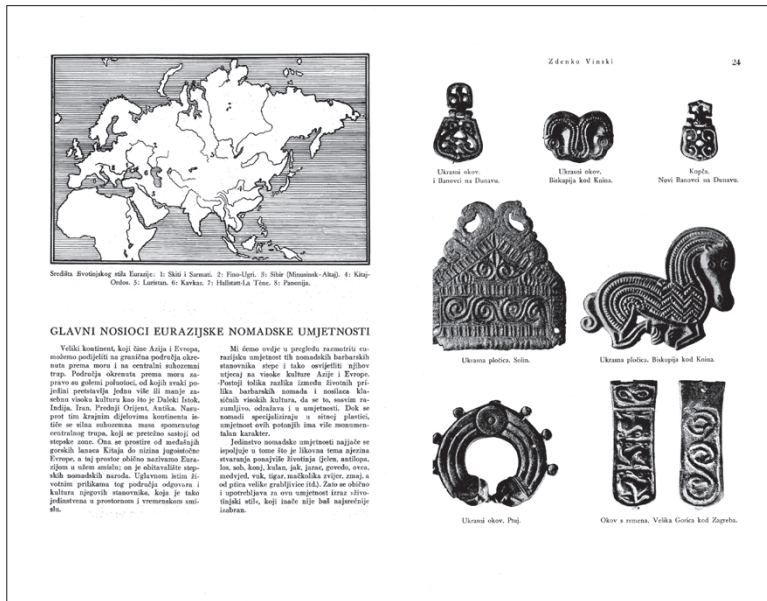 Središta životinjskog stila Eurazije: 1: Skiti i Sarmati. 2: Fino-Ugri. 3: Sibir (Minusinsk-Altaj). 4: Kitaj-
Ordos. 5: Luristan. 6: Kavkaz. 7: Hallstatt-La Tène. 8: Panonija.
GLAVNI NOSIOCI EURAZIJSKE NOMADSKE UMJETNOSTI
Veliki kontinent, koji čine Azija i Evropa,
možemo podijeliti na granična područja okre-
nuta prema moru i na centralni suhozemni
trup. Područja okrenuta prema moru za-
pravo su golemi poluotoci, od kojih svaki po-
jedini pretstavlja jednu više ili manje za-
sebnu visoku kulturu kao što je Daleki Istok,
Indija, Iran, Prednji Orijent, Antika. Nasu-
prot tim krajnim dijelovima kontinenta is-
tiče se silna suhozemna masa spomenutog
centralnog trupa, koji se pretežno sastoji od
stepske zone. Ona se prostire od međašnjih
gorskih lanaca Kitaja do nizina jugoistočne
Evrope, a taj prostor obično nazivamo Eura-
zijom u užem smislu; on je obitavalište step-
skih nomadskih naroda. Uglavnom istim ži-
votnim prilikama tog područja odgovara i
kultura njegovih stanovnika, koja je tako
jedinstvena u prostornom i vremenskom smi-
slu.
Mi ćemo ovdje u pregledu razmotriti eu-
razijsku umjetnost tih nomadskih barbarskih
stanovnika stepe i tako osvijetliti njihov
utjecaj na visoke kulture Azije i Evrope.
Postoji tolika razlika između životnih pri-
lika barbarskih nomada i nosilaca kla-
sičnih visokih kultura, da se to, sasvim ra-
zumljivo, odražava i u umjetnosti. Dok se
nomadi specijaliziraju u sitnoj plastici,
umjetnost ovih potonjih ima više monumen-
talan karakter.
Jedinstvo nomadske umjetnosti najjače se
ispoljuje u tome što je likovna tema njezina
stvaranja ponajviše životinja (jelen, antilopa,
los, sob, konj, kulan, jak, jarac, govedo, ovca,
medvjed, vuk, tigar, mačkolika zvijer, zmaj, a
od ptica velike grabljivice itd.). Zato se obično
i upotrebljava za ovu umjetnost izraz »živo-
tinjski stil«, koji inače nije baš najsrećnije
izabran.
Zdenko Vinski
24
Ukrasni okov.
i Banovci na Dunavu.
Ukrasni okov.
Biskupija kod Knina.
Kopča.
Novi Banovci na Dunavu.
Ukrasna pločica. Solin.
Ukrasna pločica. Biskupija kod Knina.
Ukrasni okov. Ptuj.
Okov s remena. Velika Gorica kod Zagreba.